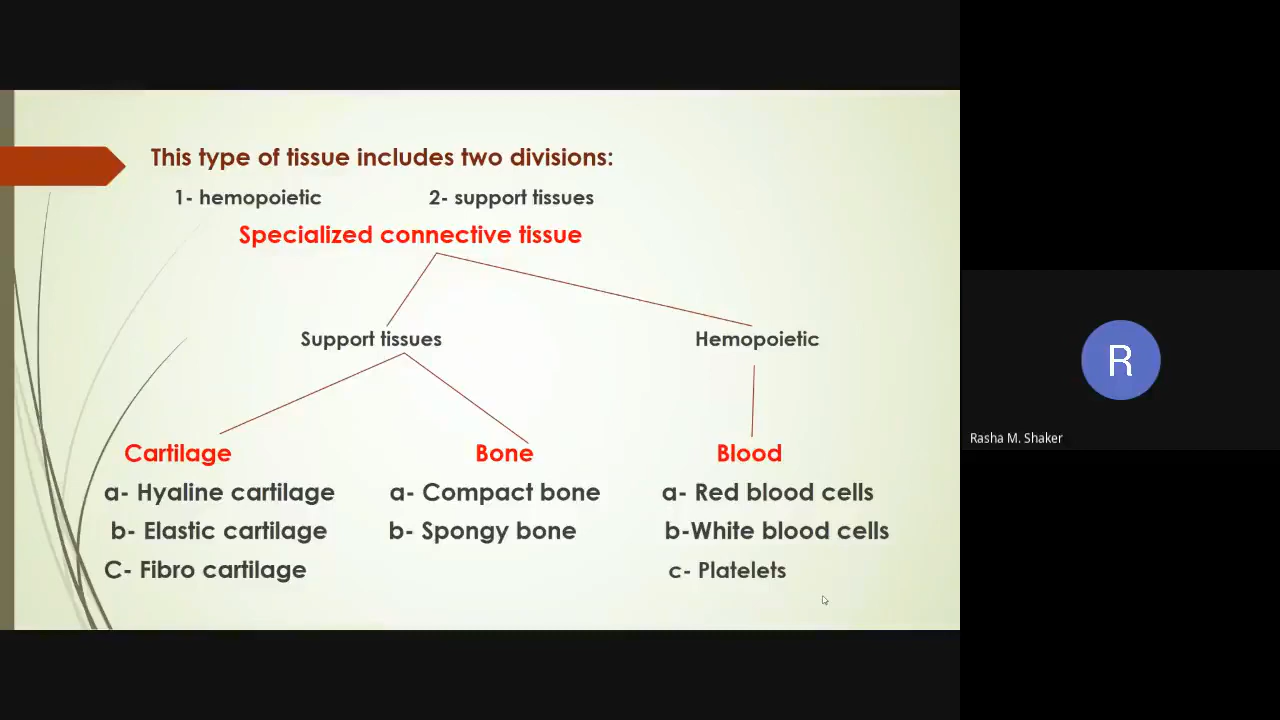 This type of tissue includes two divisions:
1- hemopoietic 2- support tissues
Specialized connective tissue
Support tissues Hemopoietic
Cartilage Bone Blood
a- Hyaline cartilage a- Compact bone a- Red blood cells
b- Elastic cartilage b- Spongy bone b-White blood cells
C- Fibro cartilage c- Platelets
R
Rasha M. Shaker